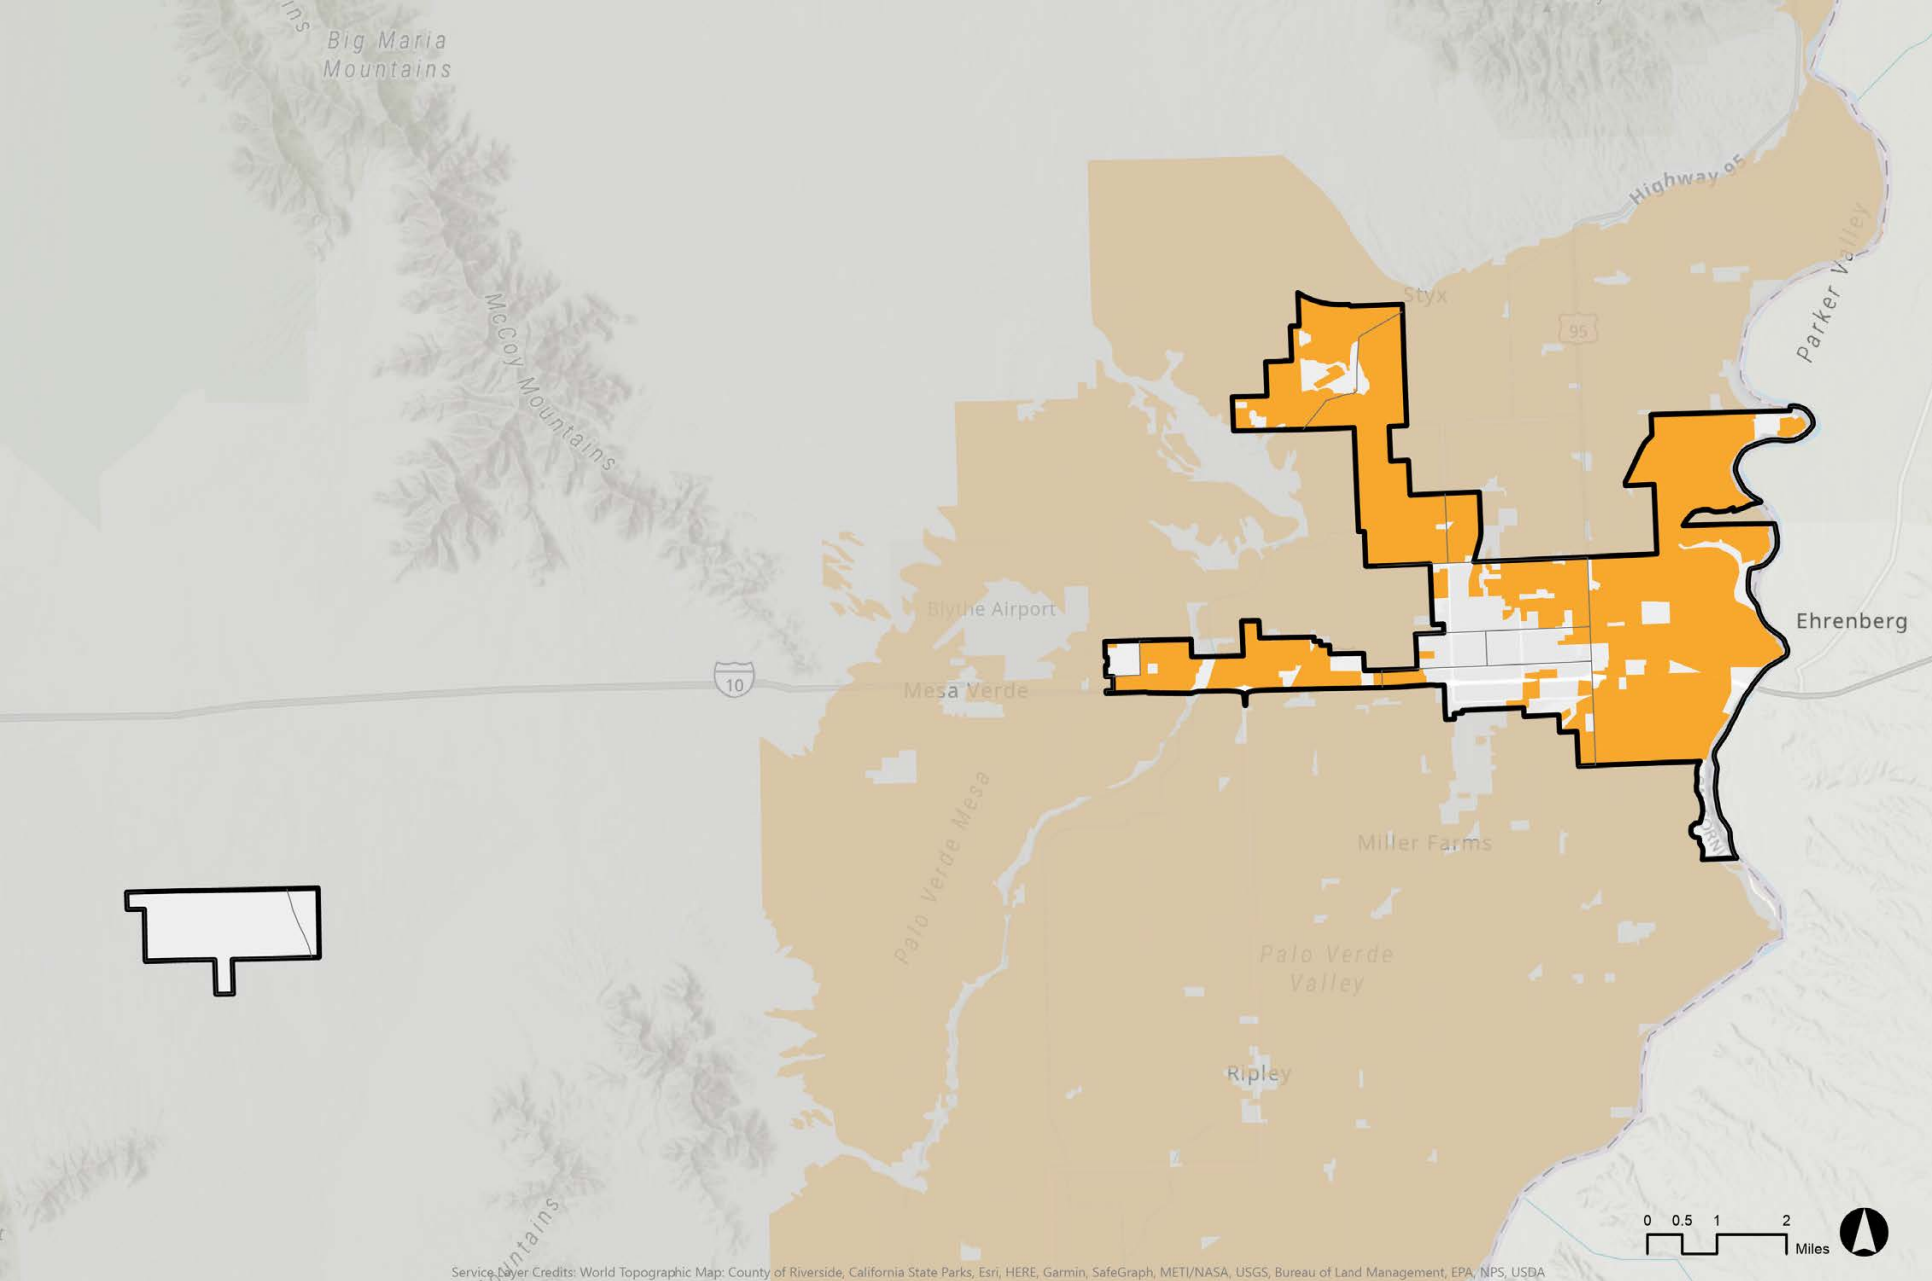 ins
Big Maria
Mountains
Highway 95
Parker Valley
Styx
95
McCoy Mountains
Blythe Airport
Ehrenberg
10
Mesa Verde
Palo Verde Mesa
Miller Farms
ORNI
Palo Verde
Valley
Ripley
untains
0 0.5 1 2
Miles
Service Layer Credits: World Topographic Map: County of Riverside, California State Parks, Esri, HERE, Garmin, SafeGraph, METI/NASA, USGS, Bureau of Land Management, EPA, NPS, USDA